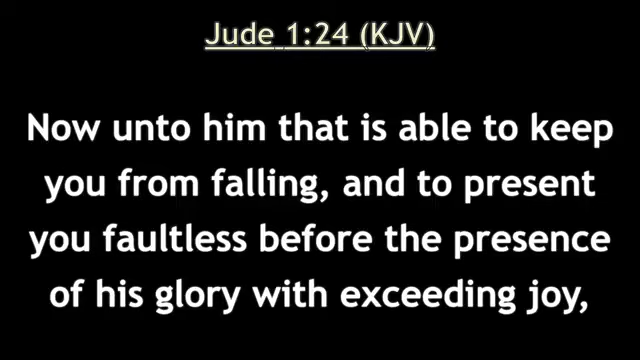 Jude 1:24 (KJV)
Now unto him that is able to keep
you from falling, and to present
you faultless before the presence
of his glory with exceeding joy,